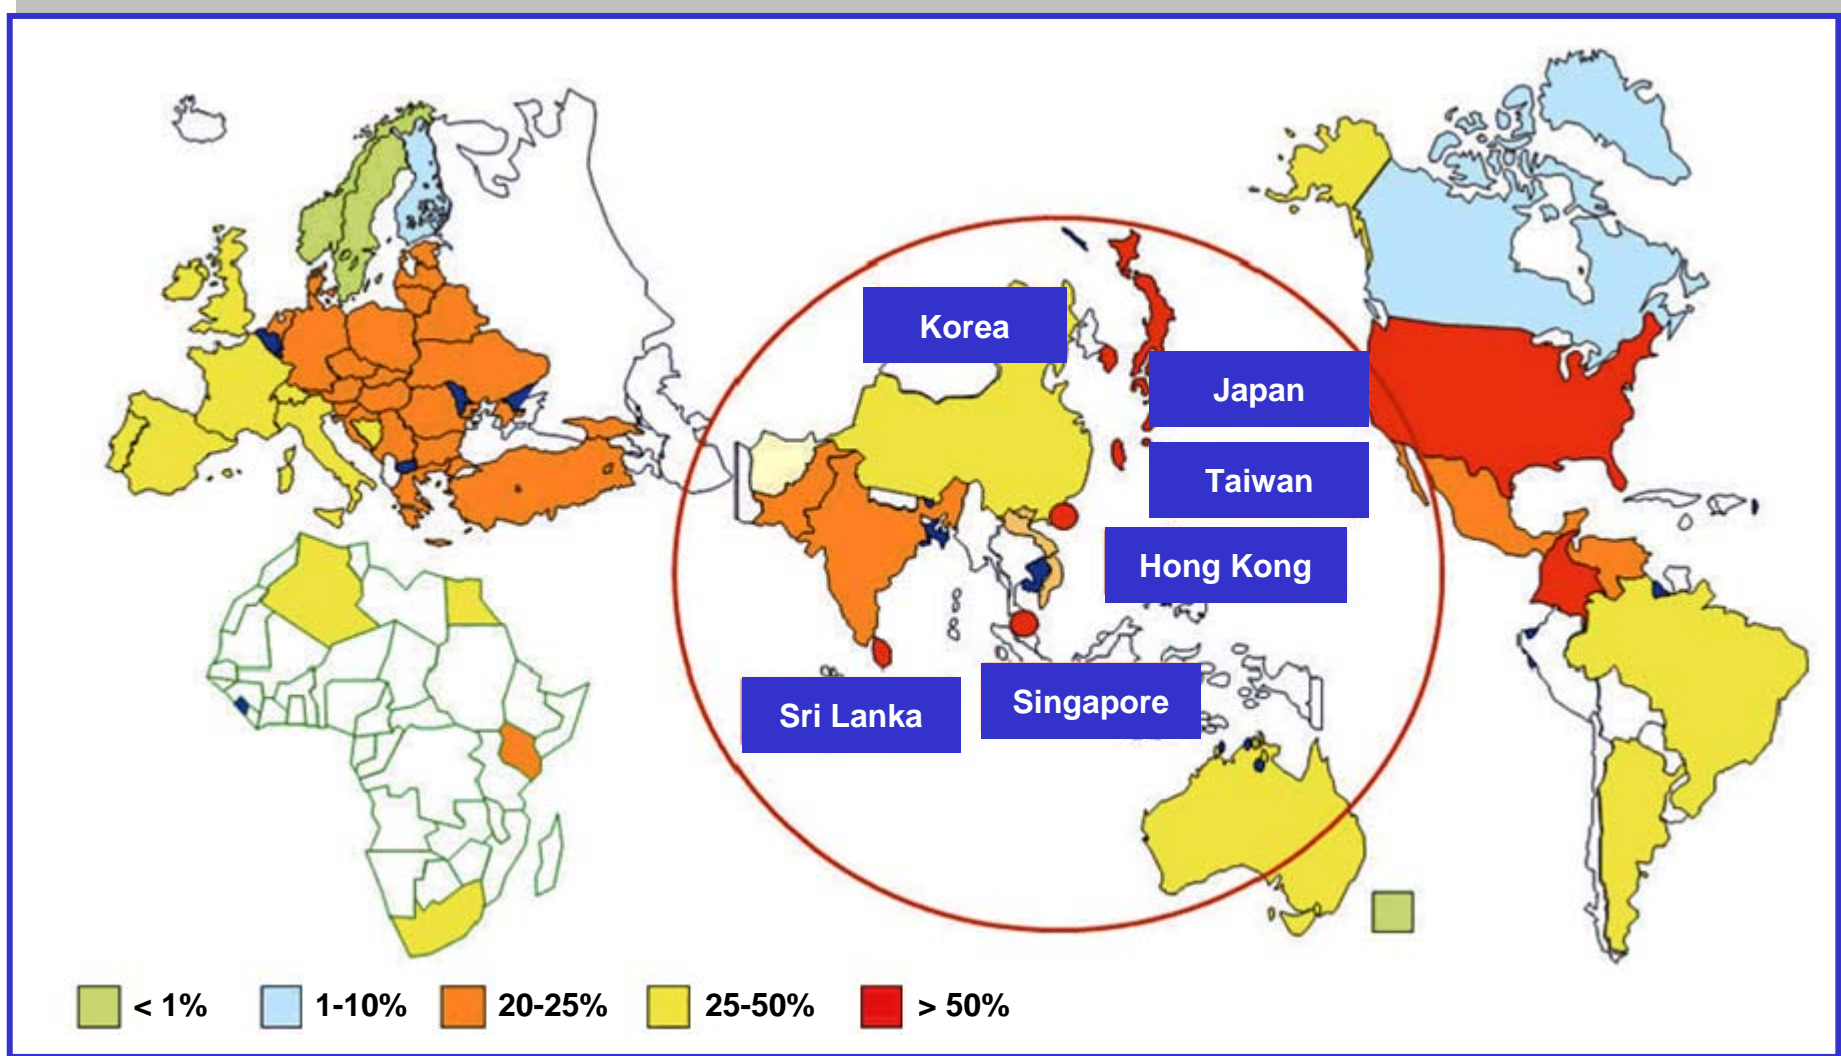 Korea
Japan
Taiwan
Hong Kong
Sri Lanka
Singapore
< 1%
1-10%
20-25%
25-50%
> 50%